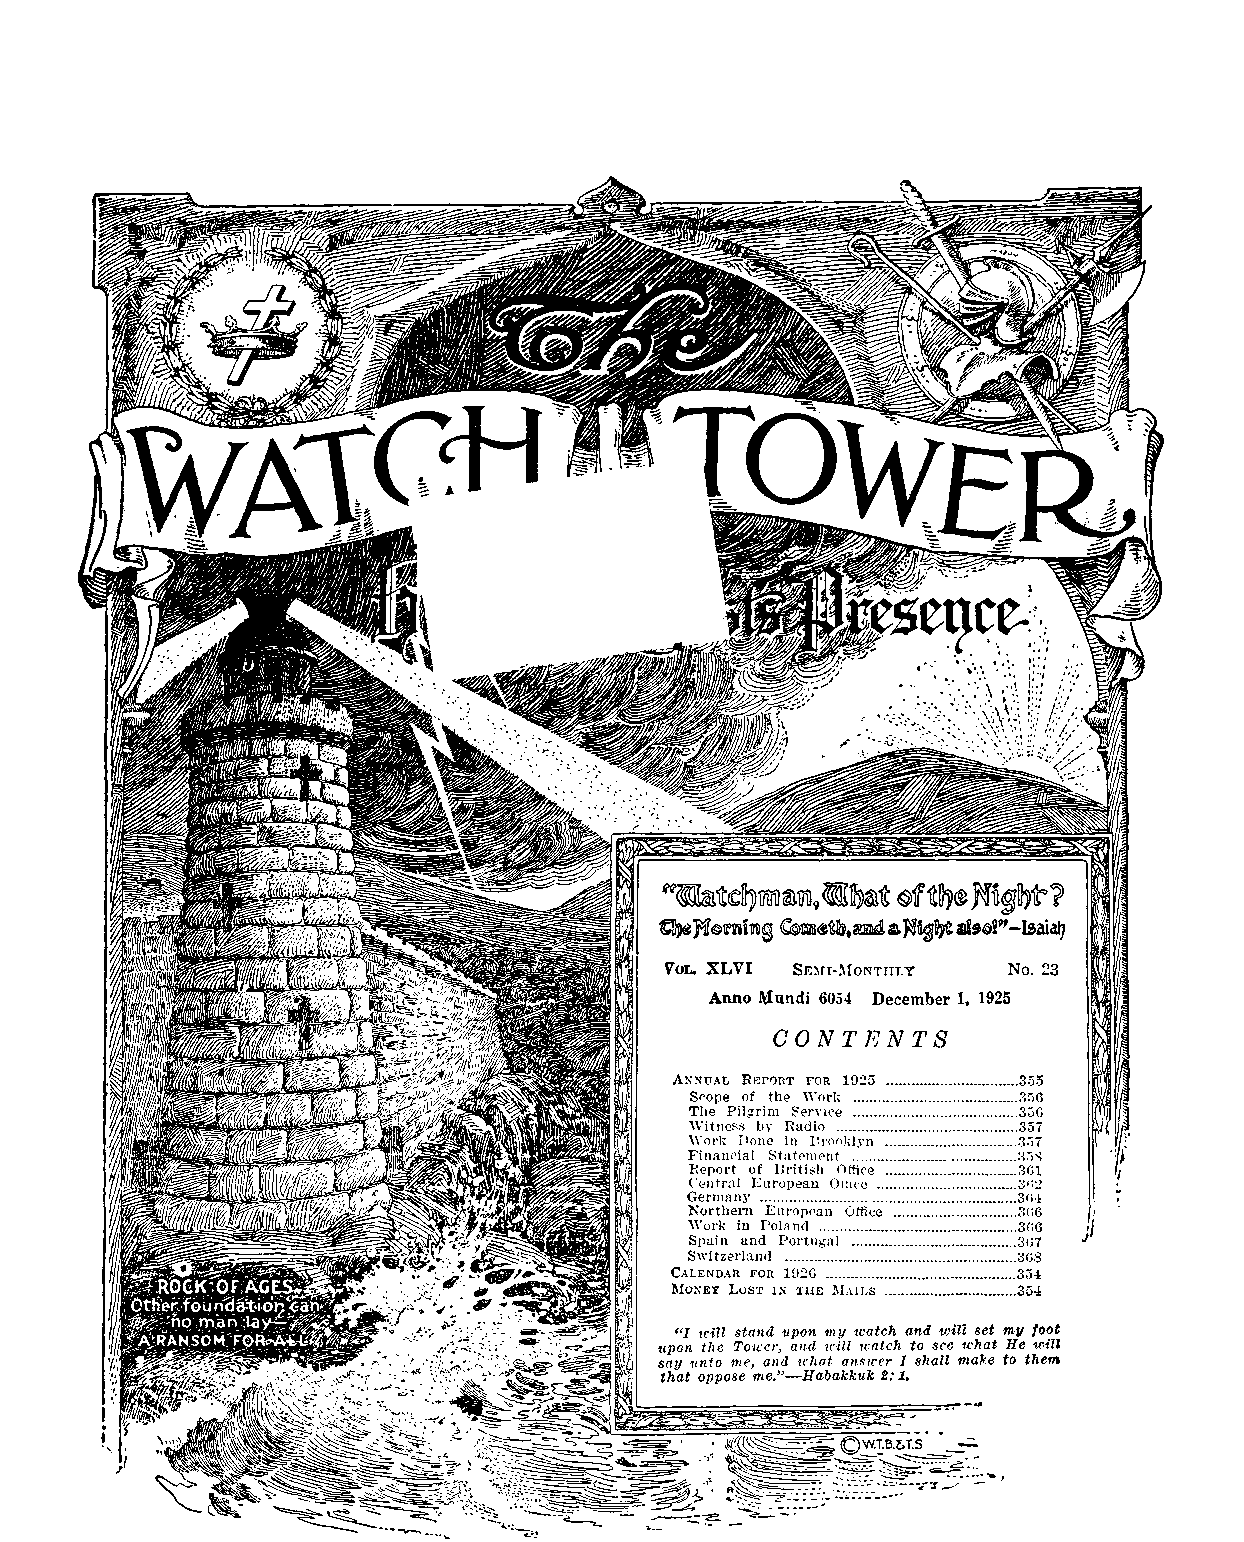 The
WATCH TOWER
Presence
"Watchman, What of the Night?
The Morning Cometh, and a Night also!"–Isaiah
VOL. XLVI SEMI-MONTHLY No. 23
Anno Mundi 6054 December 1, 1925
CONTENTS
ANNUAL REPORT FOR 1925 ..............................355
Scope of the Work ..............................356
The Pilgrim Service ..............................356
Witness by Radio ..............................357
Work Done in Brooklyn ..............................357
Financial Statement ..............................358
Report of British Office ..............................361
Central European Office ..............................362
Germany ..............................364
Northern European Office ..............................366
Work in Poland ..............................366
Spain and Portugal ..............................367
Switzerland ..............................368
CALENDAR FOR 1926 ..............................354
MONEY LOST IN THE MAILS ..............................354
"I will stand upon my watch and will set my foot
upon the Tower, and will watch to see what He will
say unto me, and what answer I shall make to them
that oppose me."—Habakkuk 2:1.
ROCK OF AGES
Other foundation can
no man lay—
A RANSOM FOR ALL
©W.T.B.&T.S